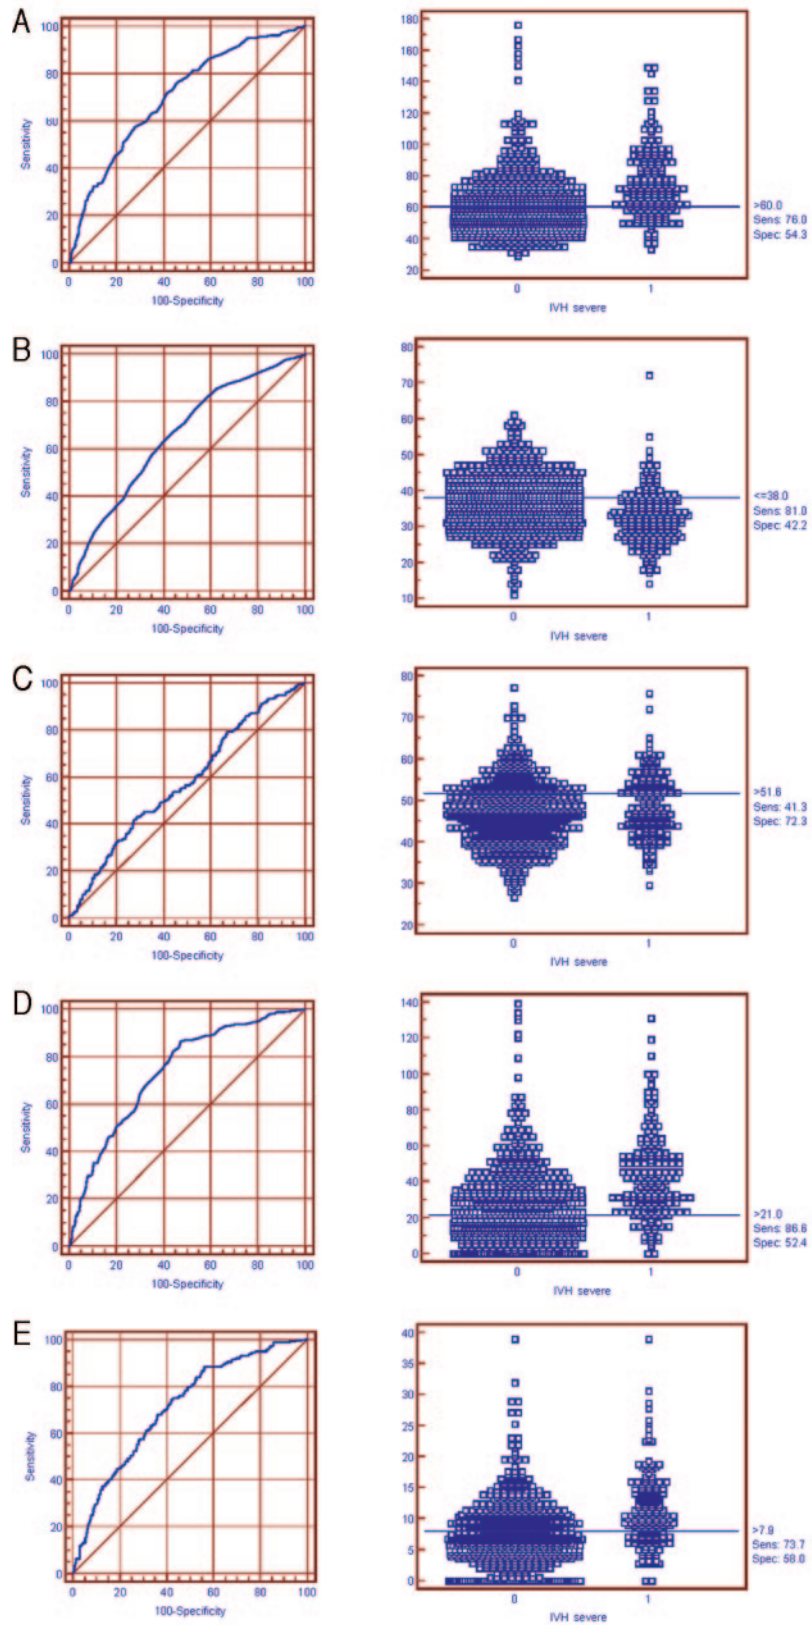 A
100
80
60
40
20
0
Sensitivity
0 20 40 60 80 100
100-Specificity
180
160
140
120
100
80
60
40
20
>60.0
Sens: 76.0
Spec: 54.3
0 1
IVH severe
B
100
80
60
40
20
0
Sensitivity
0 20 40 60 80 100
100-Specificity
80
70
60
50
40
30
20
10
<=38.0
Sens: 81.0
Spec: 42.2
0 1
IVH severe
C
100
80
60
40
20
0
Sensitivity
0 20 40 60 80 100
100-Specificity
80
70
60
50
40
30
20
>51.6
Sens: 41.3
Spec: 72.3
0 1
IVH severe
D
100
80
60
40
20
0
Sensitivity
0 20 40 60 80 100
100-Specificity
140
120
100
80
60
40
20
0
>21.0
Sens: 86.6
Spec: 52.4
0 1
IVH severe
E
100
80
60
40
20
0
Sensitivity
0 20 40 60 80 100
100-Specificity
40
35
30
25
20
15
10
5
0
>7.9
Sens: 73.7
Spec: 58.0
0 1
IVH severe